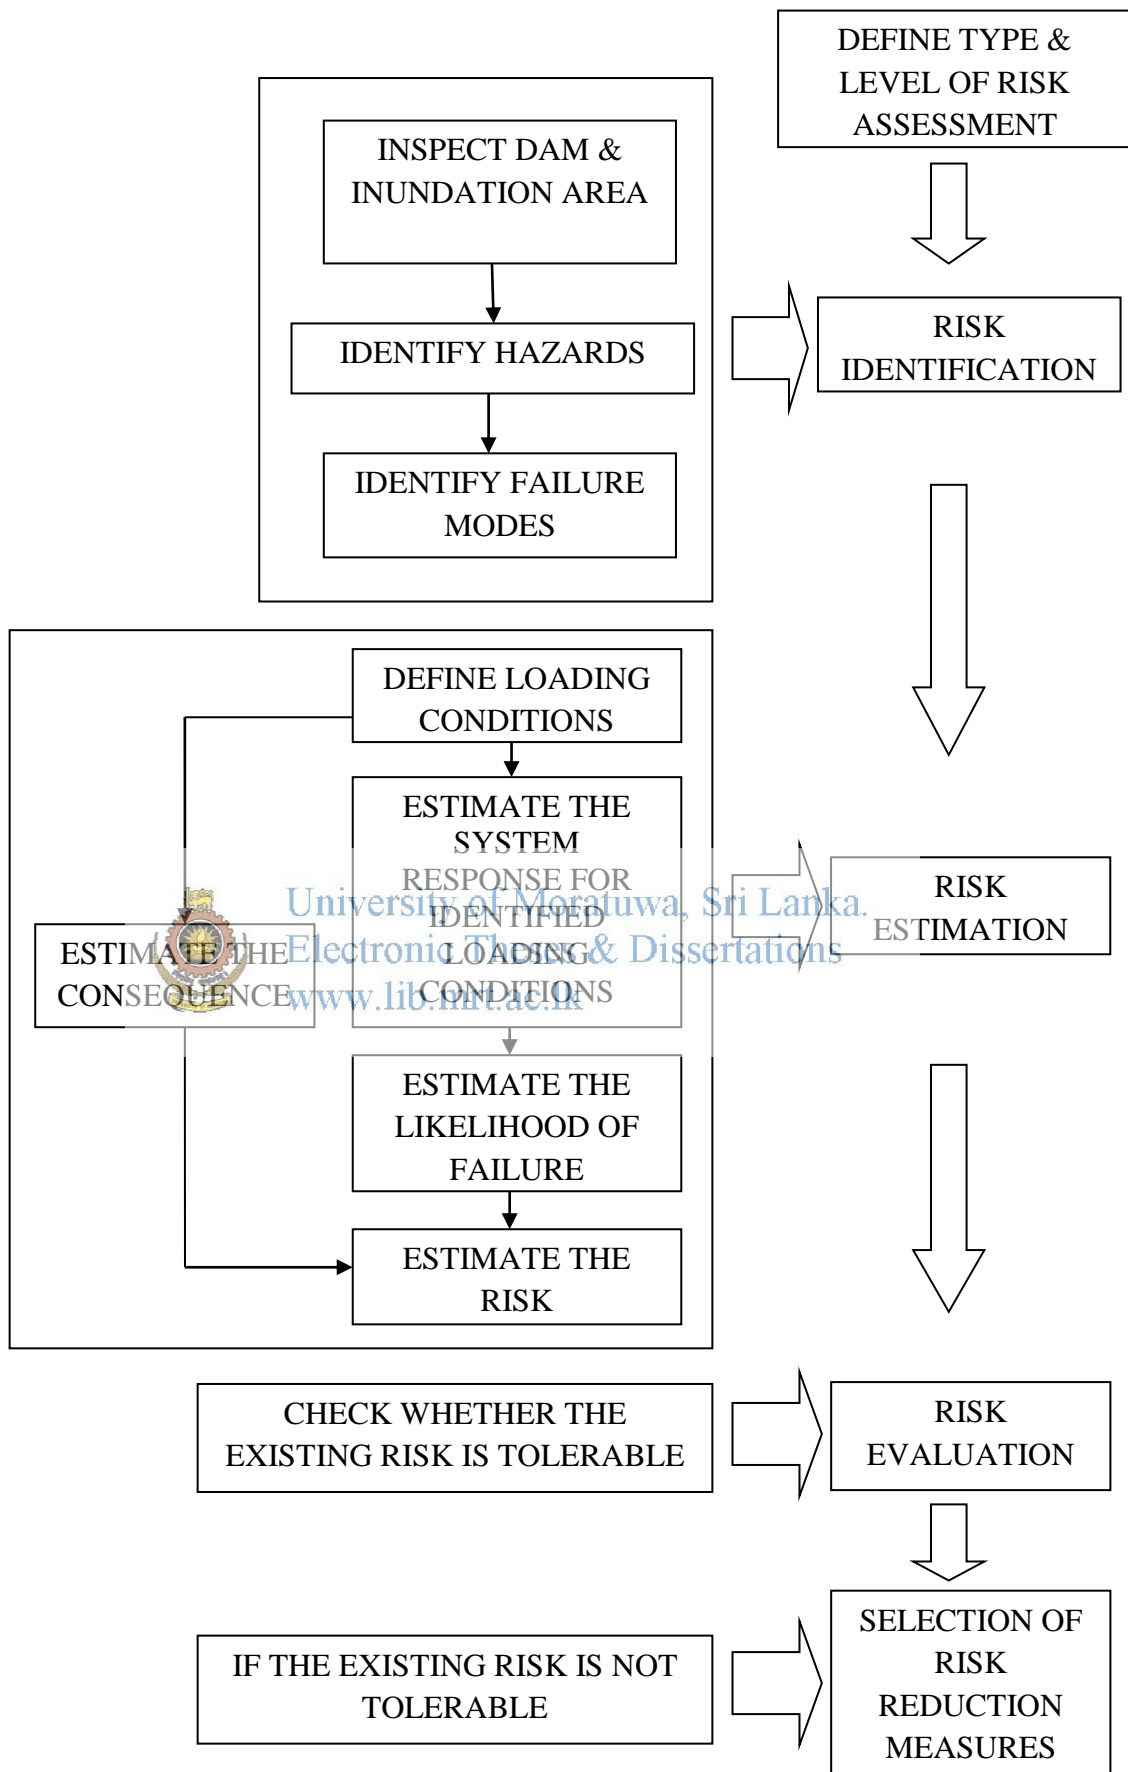 DEFINE TYPE &
LEVEL OF RISK
ASSESSMENT
INSPECT DAM &
INUNDATION AREA
IDENTIFY HAZARDS
RISK
IDENTIFICATION
IDENTIFY FAILURE
MODES
DEFINE LOADING
CONDITIONS
ESTIMATE THE
SYSTEM
RESPONSE FOR
IDENTIFIED
LOADING
CONDITIONS
RISK
ESTIMATION
University of Moratuwa, Sri Lanka.
Electronic Theses & Dissertations
www.lib.mrt.ac.lk
ESTIMATE THE
CONSEQUENCE
ESTIMATE THE
LIKELIHOOD OF
FAILURE
ESTIMATE THE
RISK
CHECK WHETHER THE
EXISTING RISK IS TOLERABLE
RISK
EVALUATION
IF THE EXISTING RISK IS NOT
TOLERABLE
SELECTION OF
RISK
REDUCTION
MEASURES